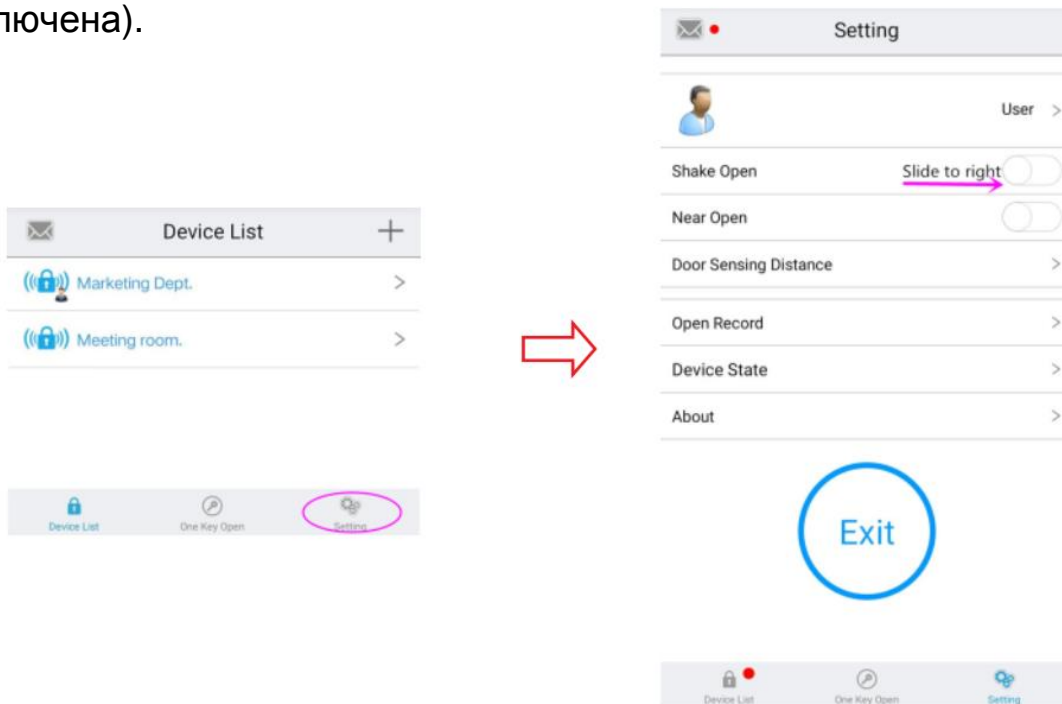 лючена).
Device List
Marketing Dept.
Meeting room.
Device List
One Key Open
Setting
Setting
User >
Shake Open
Slide to right
Near Open
Door Sensing Distance >
Open Record >
Device State >
About >
Exit
Device List
One Key Open
Setting